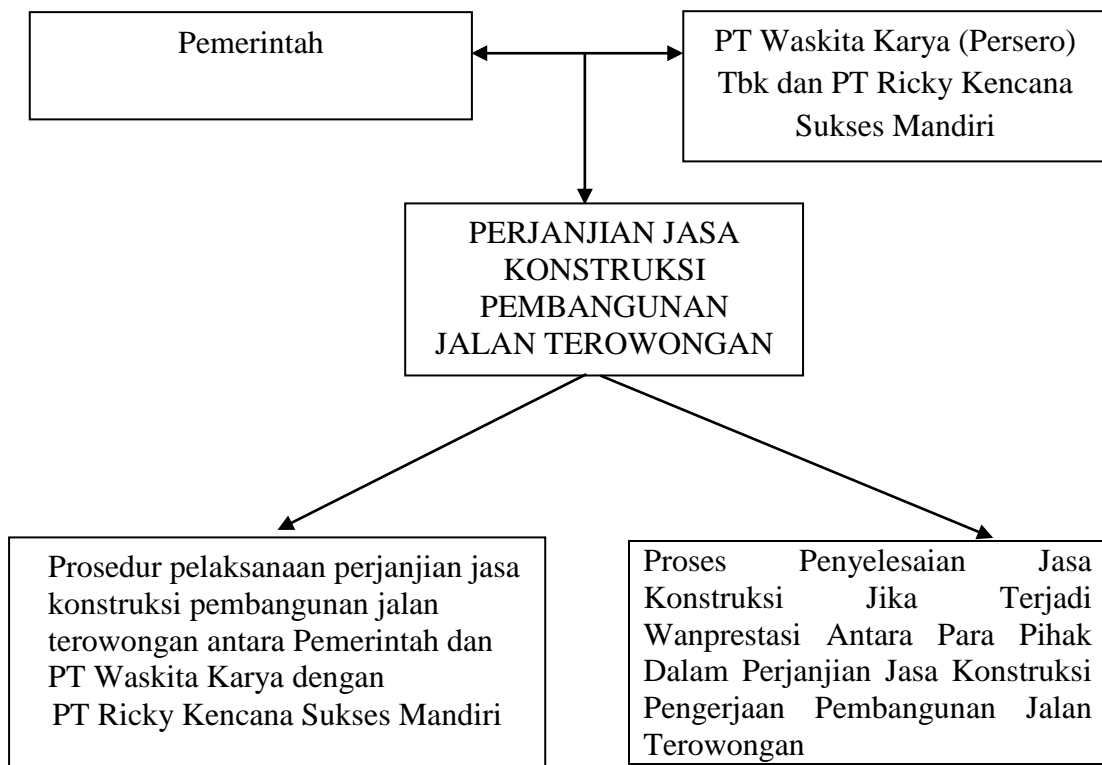 Pemerintah
PT Waskita Karya (Persero)
Tbk dan PT Ricky Kencana
Sukses Mandiri
PERJANJIAN JASA
KONSTRUKSI
PEMBANGUNAN
JALAN TEROWONGAN
Prosedur pelaksanaan perjanjian jasa
konstruksi pembangunan jalan
terowongan antara Pemerintah dan
PT Waskita Karya dengan
PT Ricky Kencana Sukses Mandiri
Proses Penyelesaian Jasa
Konstruksi Jika Terjadi
Wanprestasi Antara Para Pihak
Dalam Perjanjian Jasa Konstruksi
Pengerjaan Pembangunan Jalan
Terowongan